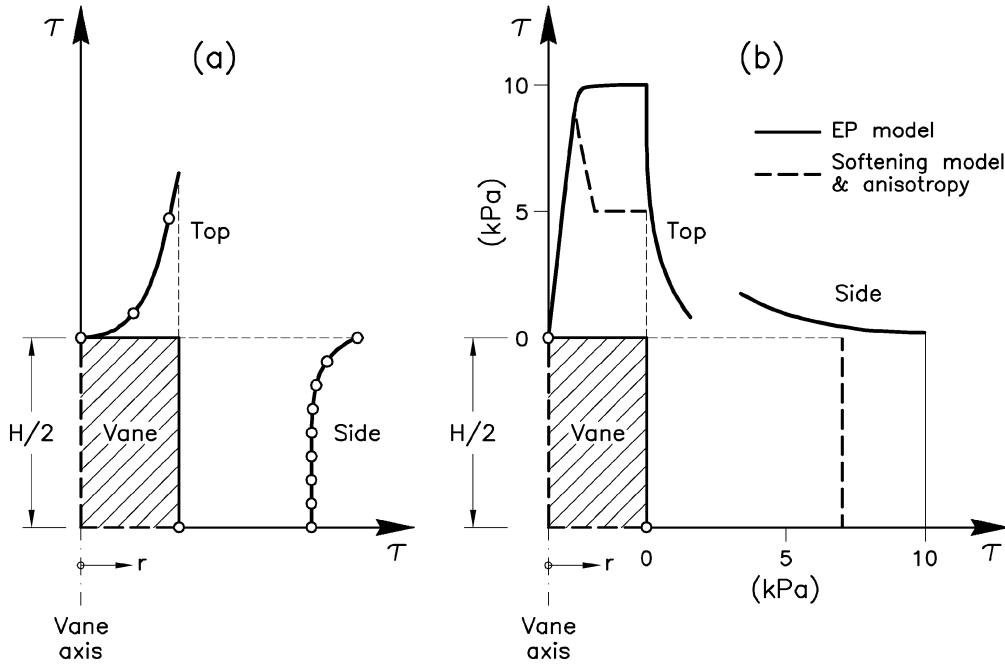 τ
(a)
Top
H/2
Vane
Side
τ
r
Vane
axis
τ
(b)
10
EP model
Softening model
& anisotropy
5
(kPa)
Top
Side
0
H/2
Vane
τ
r
0
5
10
(kPa)
Vane
axis